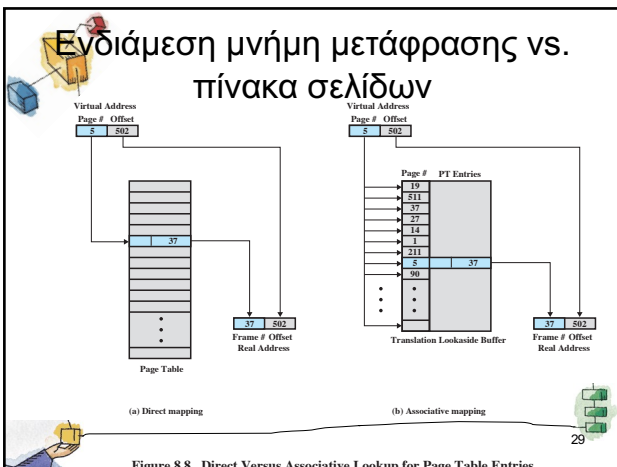 Ενδιάμεση μνήμη μετάφρασης vs.
πίνακα σελίδων
Virtual Address
Page # Offset
5 502
37
37 502
Frame # Offset
Real Address
Page Table
(a) Direct mapping
Virtual Address
Page # Offset
5 502
Page # PT Entries
19
511
37
27
14
1
211
5 37
90
37 502
Frame # Offset
Real Address
Translation Lookaside Buffer
(b) Associative mapping
29
Figure 8.8 Direct Versus Associative Lookup for Page Table Entries